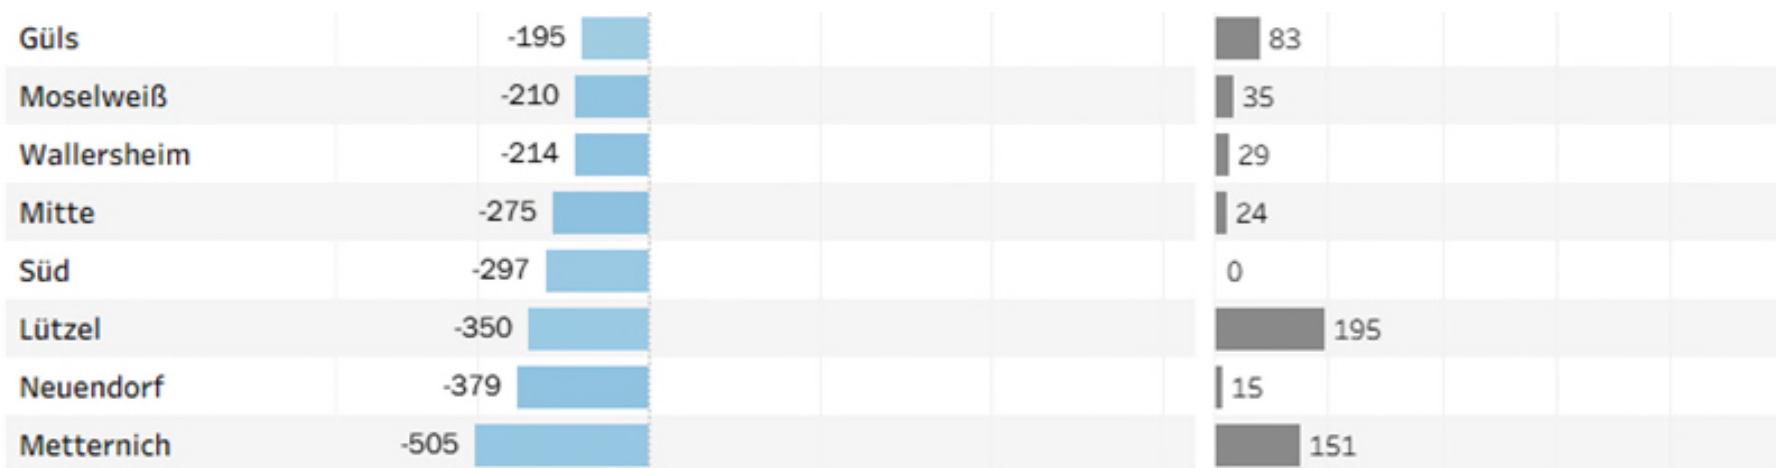 Güls -195 83
Moselweiß -210 35
Wallersheim -214 29
Mitte -275 24
Süd -297 0
Lützel -350 195
Neuendorf -379 15
Metternich -505 151